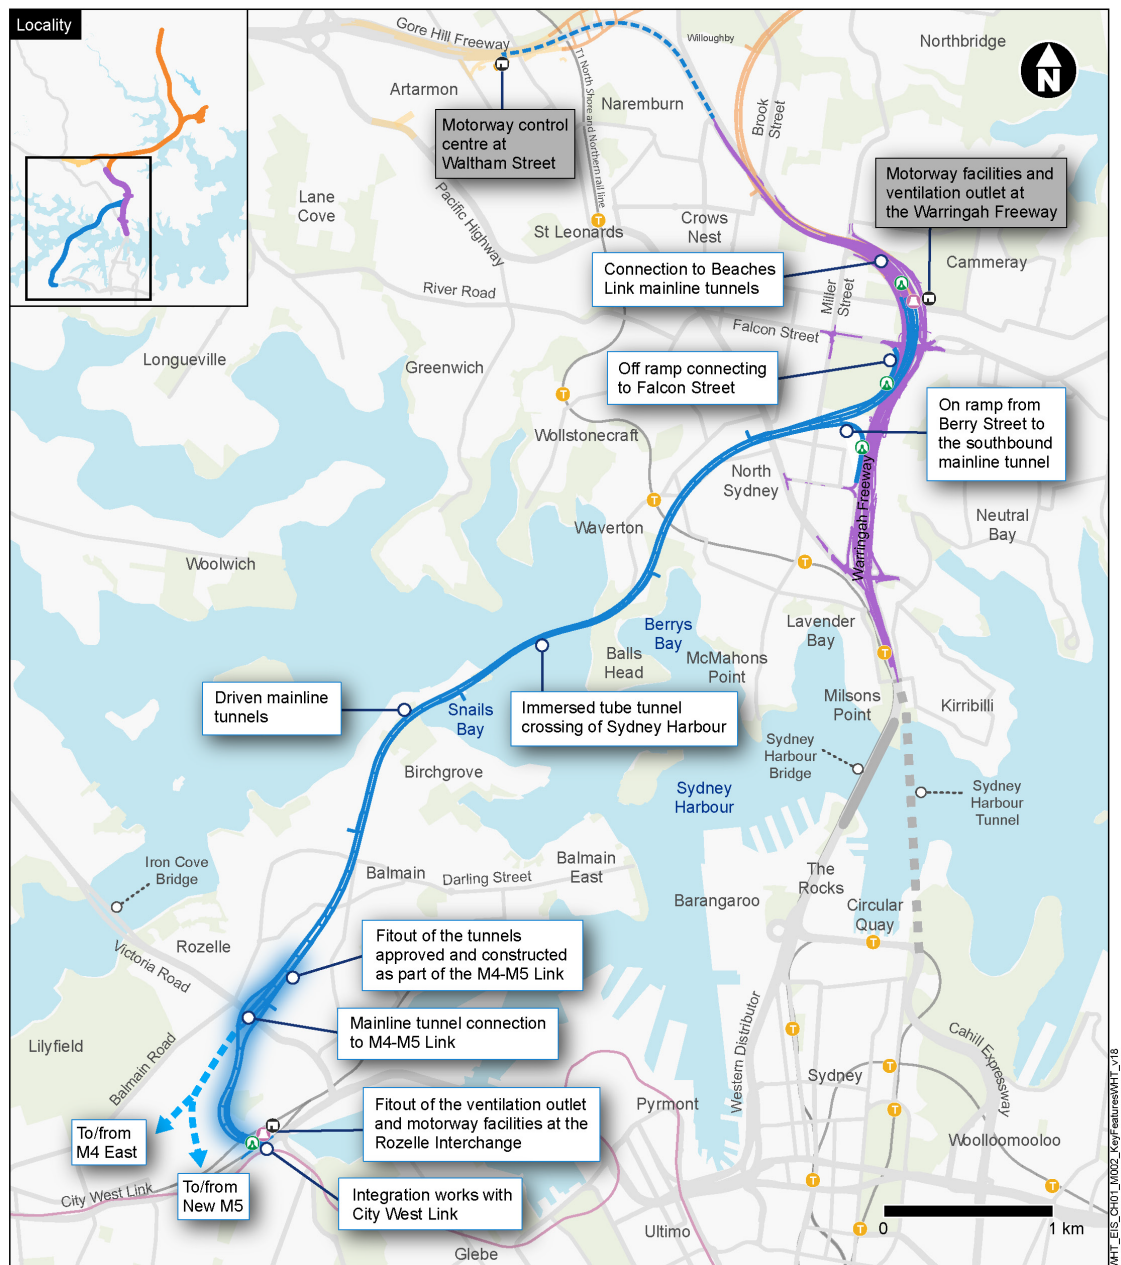 Locality
Gore Hill Freeway
Willoughby
Northbridge
N
Artarmon
Naremburn
Brook
Street
T1 North Shore and Northern rail line
Motorway control
centre at
Waltham Street
Motorway facilities and
ventilation outlet at
the Warringah Freeway
Lane
Cove
Pacific Highway
T
St Leonards
Crows
Nest
Connection to Beaches
Link mainline tunnels
Cammeray
River Road
Miller
Street
Falcon Street
Longueville
Greenwich
Off ramp connecting
to Falcon Street
T
On ramp from
Berry Street to
the southbound
mainline tunnel
Wollstonecraft
North
Sydney
Warringah Freeway
T
Waverton
Neutral
Bay
Woolwich
T
Berrys
Bay
Lavender
Bay
Balls
Head
McMahons
Point
T
Driven mainline
tunnels
Snails
Bay
Immersed tube tunnel
crossing of Sydney Harbour
Milsons
Point
Kirribilli
Sydney
Harbour
Bridge
Birchgrove
Sydney
Harbour
Sydney
Harbour
Tunnel
Iron Cove
Bridge
Balmain
Darling Street
Balmain
East
The
Rocks
Barangaroo
Circular
Quay
T
Rozelle
Victoria Road
Fitout of the tunnels
approved and constructed
as part of the M4-M5 Link
Mainline tunnel connection
to M4-M5 Link
Lilyfield
Balmain Road
Western Distributor
T
Cahill Expressway
Sydney
T
T
Pyrmont
Fitout of the ventilation outlet
and motorway facilities at the
Rozelle Interchange
To/from
M4 East
Woolloomooloo
To/from
New M5
City West Link
Integration works with
City West Link
T
T
T
Ultimo
Glebe
0
1 km
WHT_EIS_CH01_M002_KeyFeaturesWHT_v18